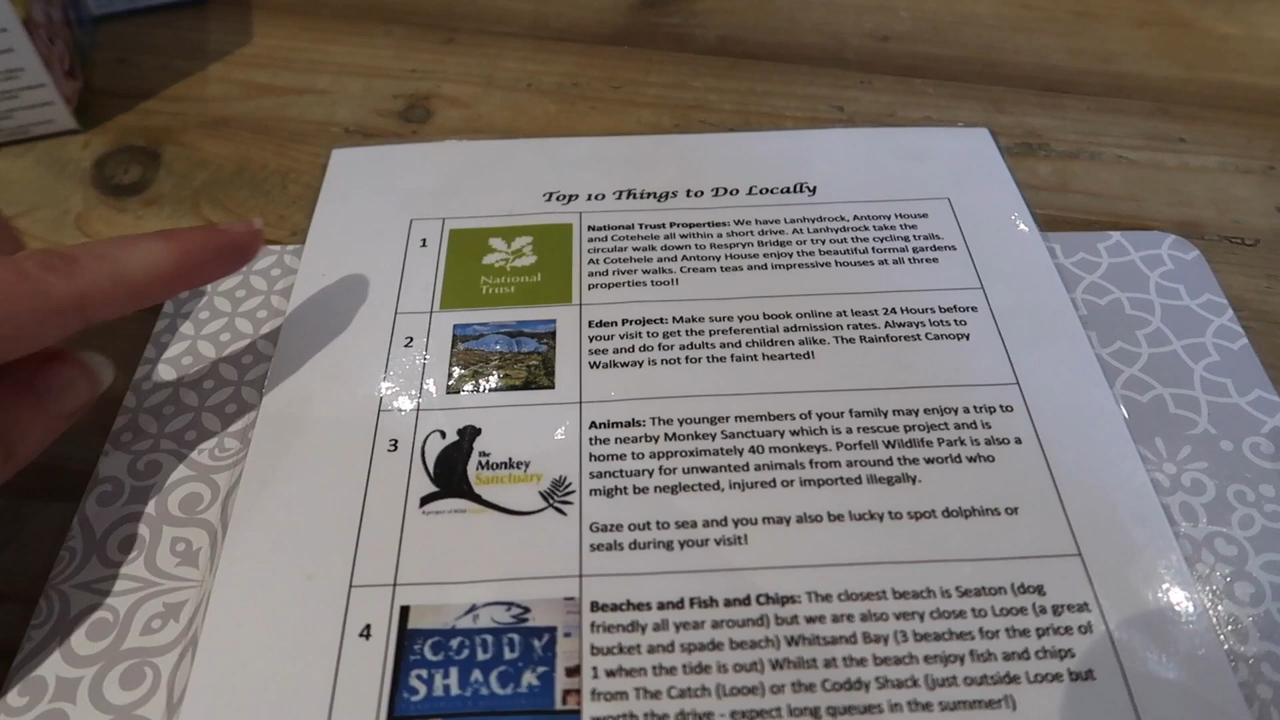 Top 10 Things to Do Locally
1
National
Trust
National Trust Properties: We have Lanhydrock, Antony House
and Cotehele all within a short drive. At Lanhydrock take the
circular walk down to Respryn Bridge or try out the cycling trails.
At Cotehele and Antony House enjoy the beautiful formal gardens
and river walks. Cream teas and impressive houses at all three
properties too!!
2
Eden Project: Make sure you book online at least 24 Hours before
your visit to get the preferential admission rates. Always lots to
see and do for adults and children alike. The Rainforest Canopy
Walkway is not for the faint hearted!
3
The
Monkey
Sanctuary
A project of Wild
Animals: The younger members of your family may enjoy a trip to
the nearby Monkey Sanctuary which is a rescue project and is
home to approximately 40 monkeys. Porfell Wildlife Park is also a
sanctuary for unwanted animals from around the world who
might be neglected, injured or imported illegally.
Gaze out to sea and you may also be lucky to spot dolphins or
seals during your visit!
4
CODDY
SHACK
Beaches and Fish and Chips: The closest beach is Seaton (dog
friendly all year around) but we are also very close to Looe (a great
bucket and spade beach) Whitsand Bay (3 beaches for the price of
1 when the tide is out) Whilst at the beach enjoy fish and chips
from The Catch (Looe) or the Coddy Shack (just outside Looe but
worth the drive - expect long queues in the summer!)